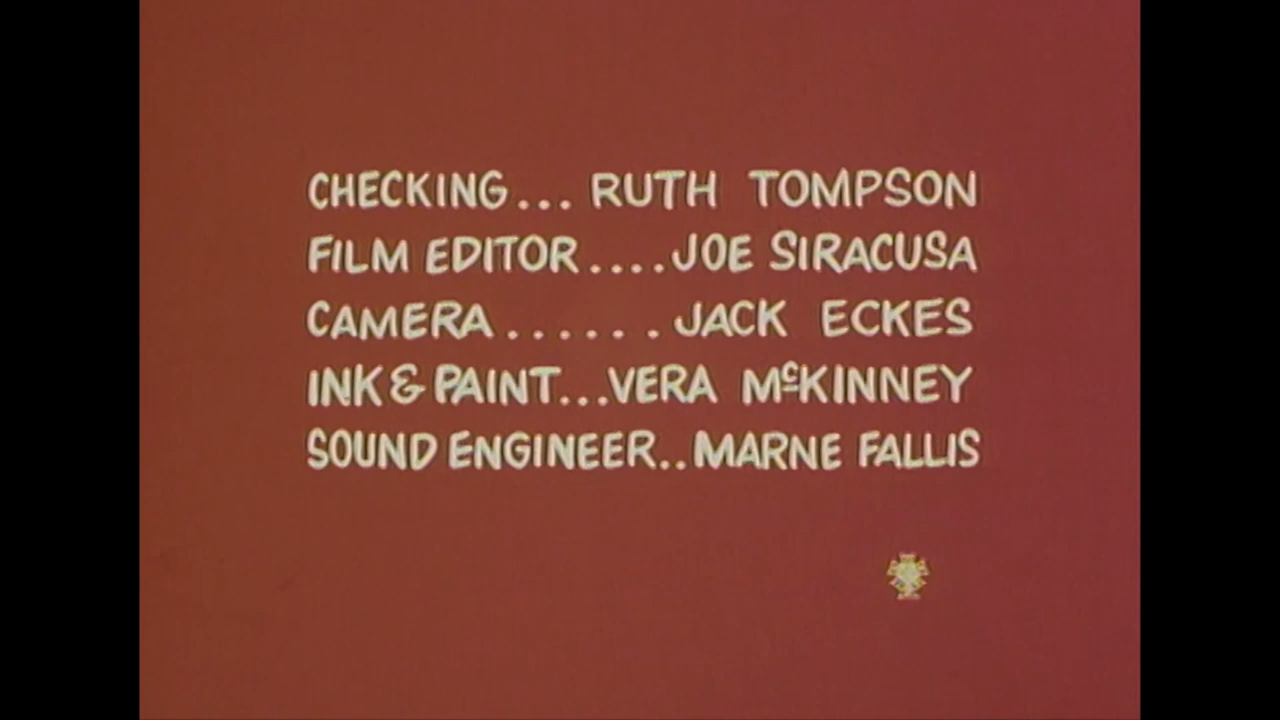 CHECKING... RUTH TOMPSON
FILM EDITOR....JOE SIRACUSA
CAMERA......JACK ECKES
INK & PAINT...VERA McKINNEY
SOUND ENGINEER..MARNE FALLIS